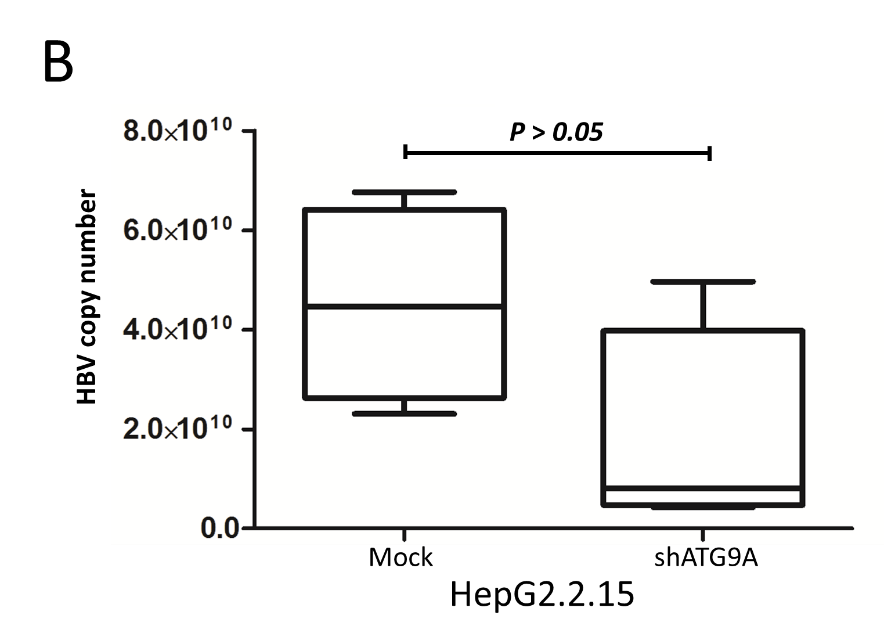 B
P > 0.05
HBV copy number
8.0×10¹⁰
6.0×10¹⁰
4.0×10¹⁰
2.0×10¹⁰
0.0
Mock shATG9A
HepG2.2.15